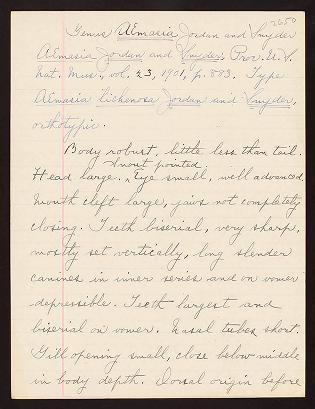 2650
Genus Æmasia Jordan and Snyder
Æmasia Jordan and Snyder, Proc. U. S.
Nat. Mus., vol. 23, 1901, p. 883. Type
Æmasia lichenosa Jordan and Snyder,
orthotypic.
Body robust, little less than tail.
Snout pointed.
Head large. Eye small, well advanced,
mouth cleft large, jaws not completely
closing. Teeth biserial, very sharp,
mostly set vertically, long slender
canines in inner series and on vomer
depressible. Teeth largest and
biserial on vomer. Nasal tubes short.
Gill opening small, close below middle
in body depth. Dorsal origin before